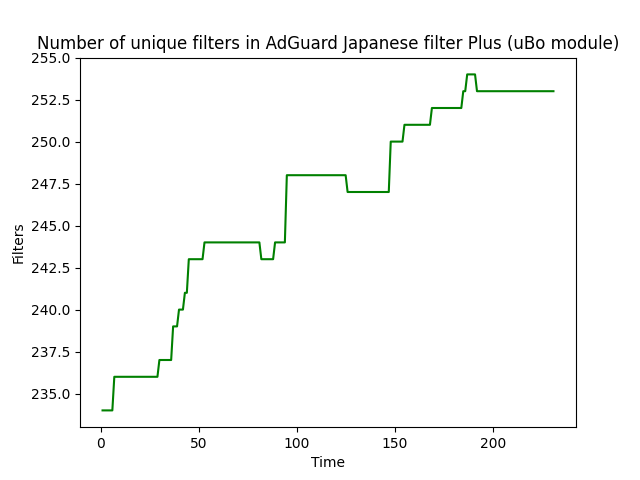 Number of unique filters in AdGuard Japanese filter Plus (uBo module)
255.0
252.5
250.0
247.5
245.0
242.5
240.0
237.5
235.0
Filters
0 50 100 150 200
Time